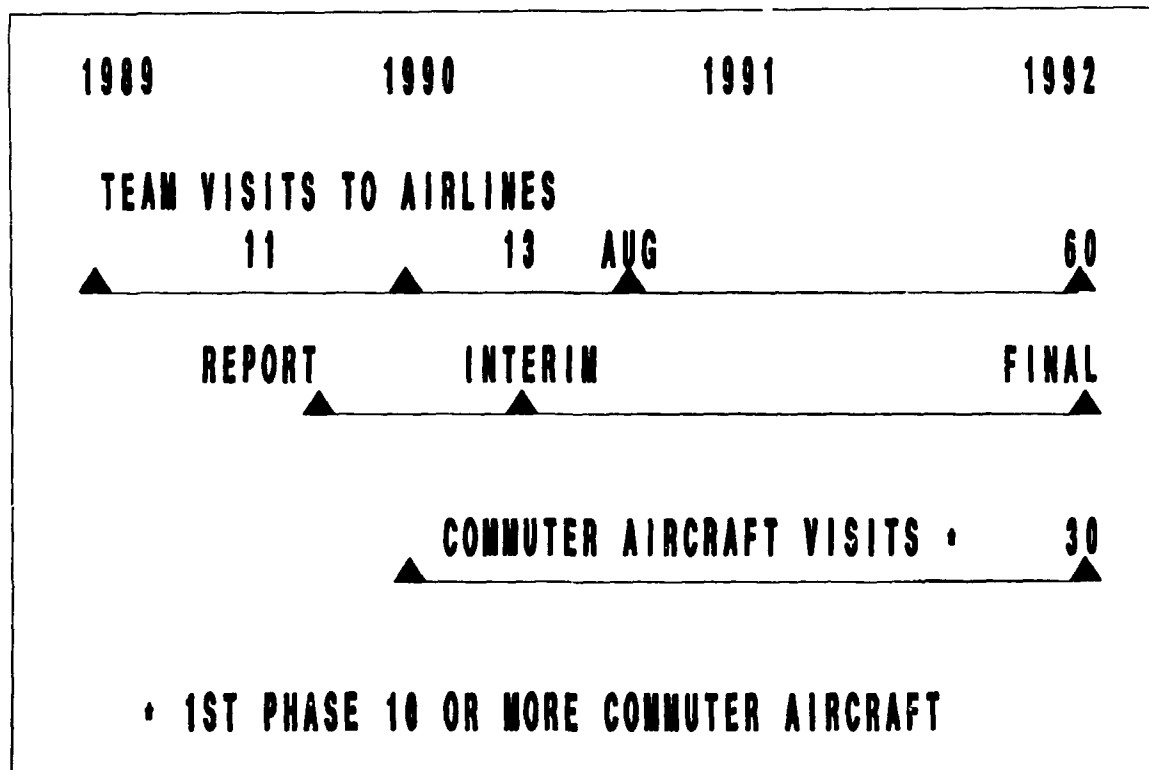 1989 1990 1991 1992
TEAM VISITS TO AIRLINES
11 13 AUG 60
REPORT INTERIM FINAL
COMMUTER AIRCRAFT VISITS * 30
* 1ST PHASE 10 OR MORE COMMUTER AIRCRAFT